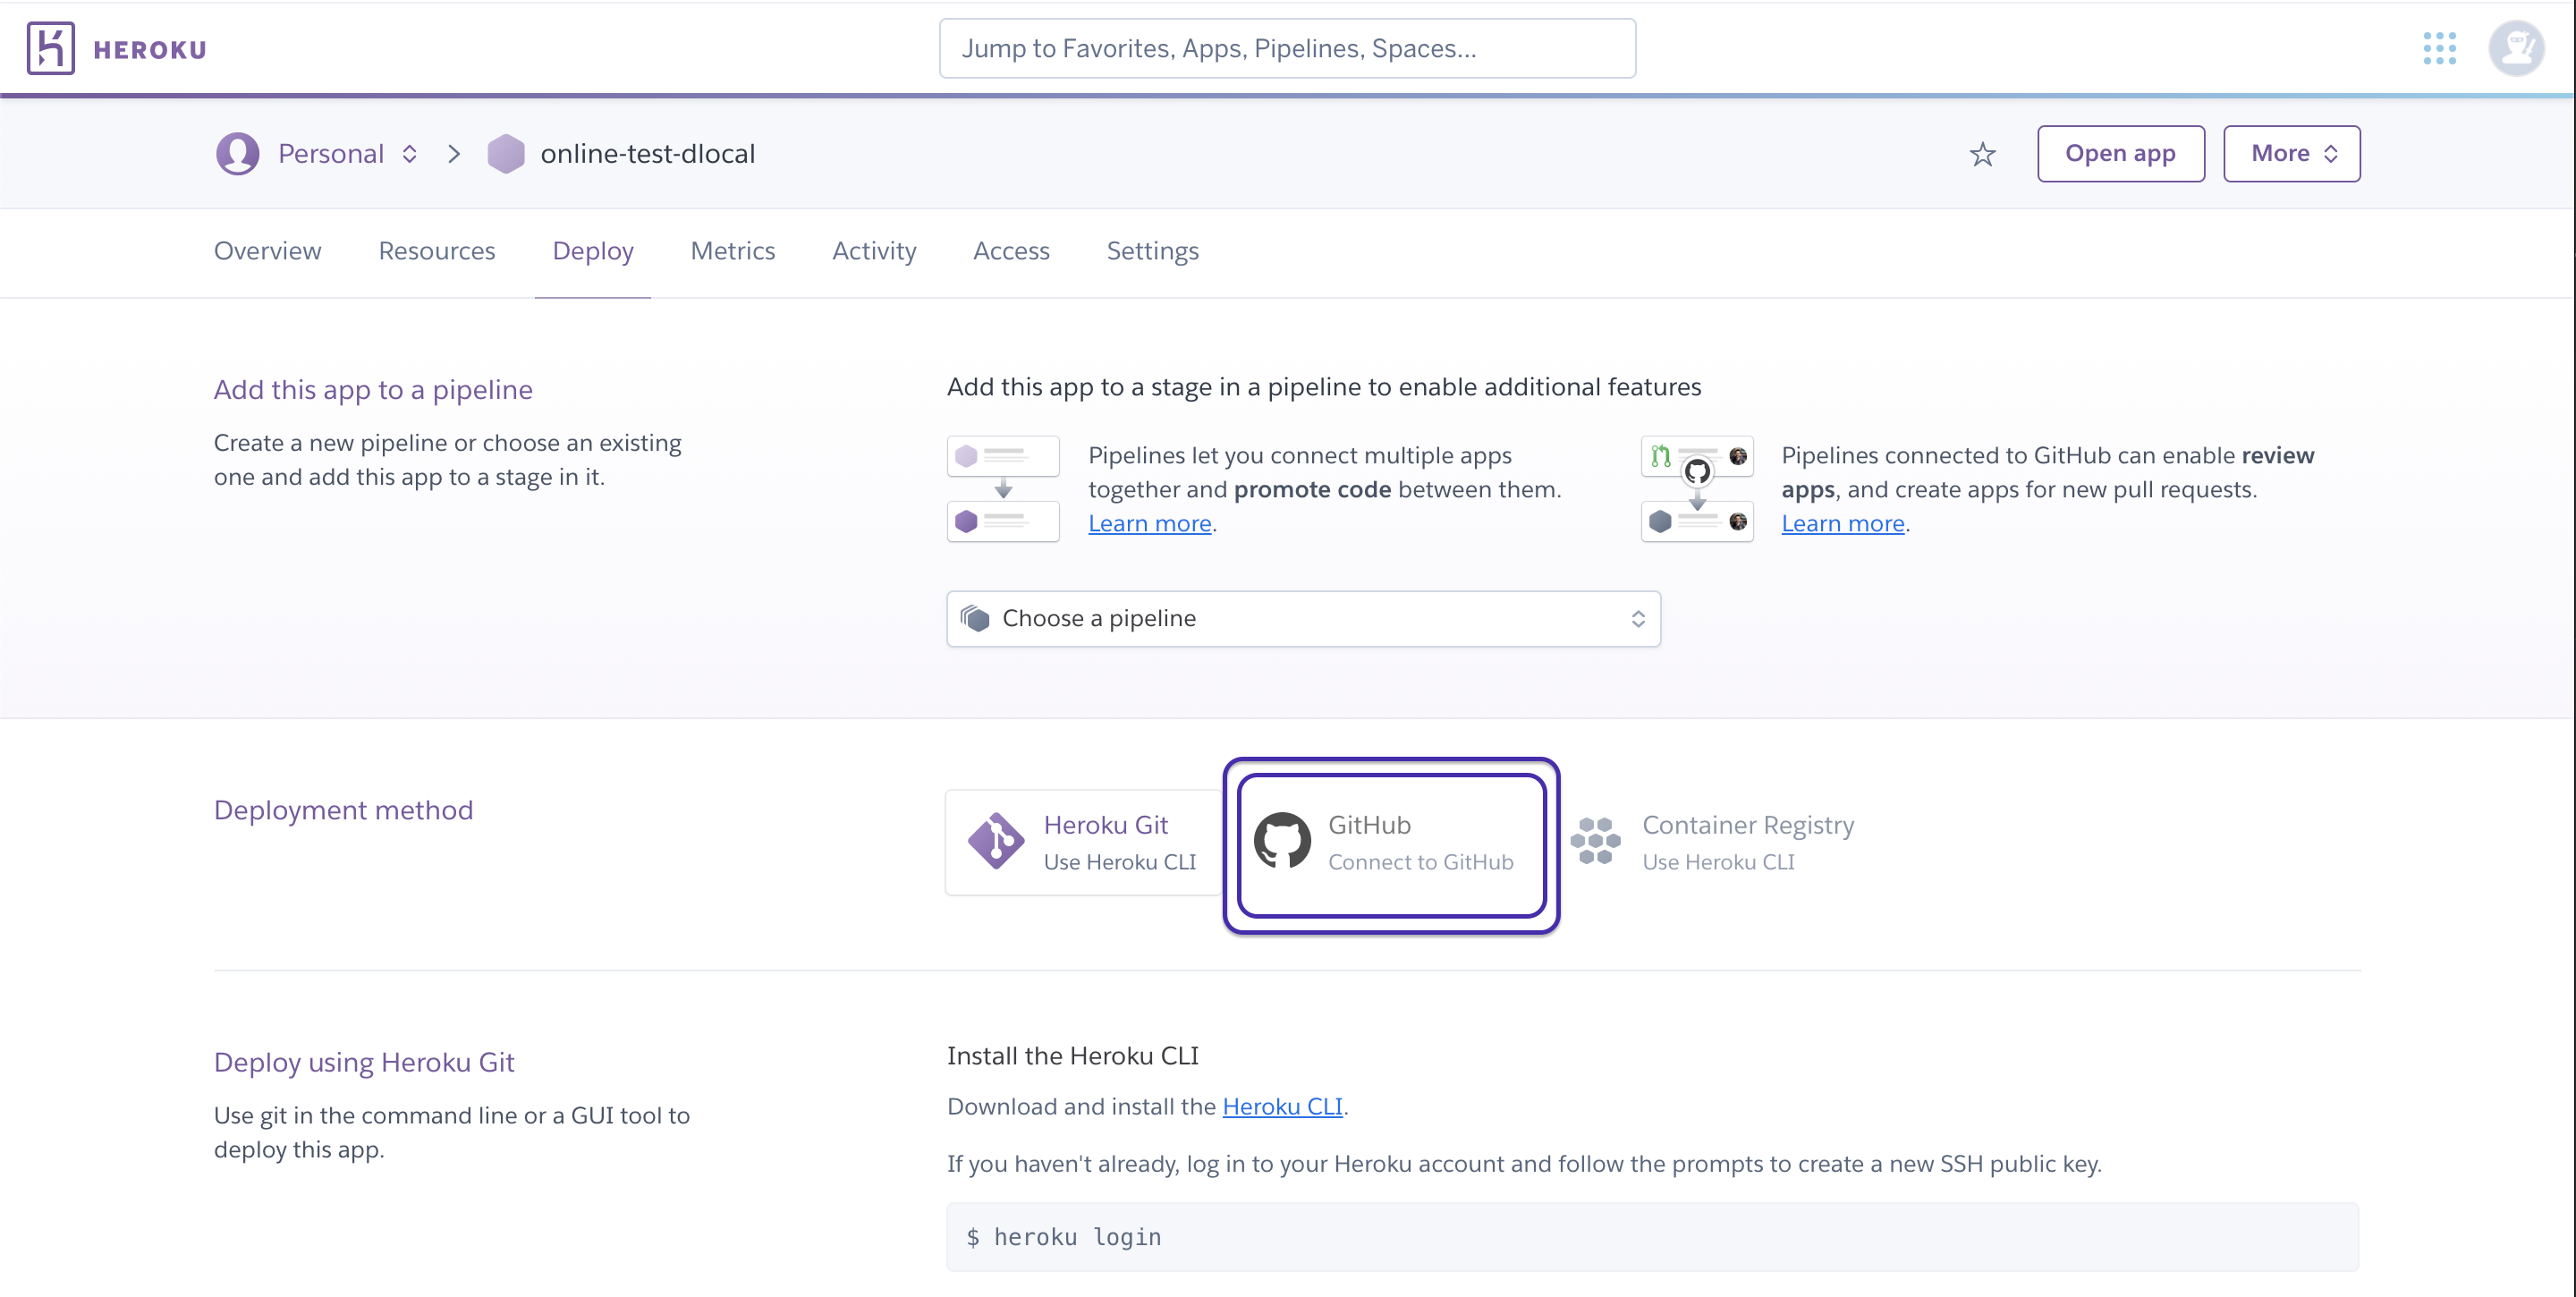 HEROKU
Jump to Favorites, Apps, Pipelines, Spaces...
Personal
online-test-dlocal
Open app
More
Overview
Resources
Deploy
Metrics
Activity
Access
Settings
Add this app to a pipeline
Create a new pipeline or choose an existing
one and add this app to a stage in it.
Add this app to a stage in a pipeline to enable additional features
Pipelines let you connect multiple apps
together and promote code between them.
Learn more.
Pipelines connected to GitHub can enable review
apps, and create apps for new pull requests.
Learn more.
Choose a pipeline
Deployment method
Heroku Git
Use Heroku CLI
GitHub
Connect to GitHub
Container Registry
Use Heroku CLI
Deploy using Heroku Git
Use git in the command line or a GUI tool to
deploy this app.
Install the Heroku CLI
Download and install the Heroku CLI.
If you haven't already, log in to your Heroku account and follow the prompts to create a new SSH public key.
$ heroku login